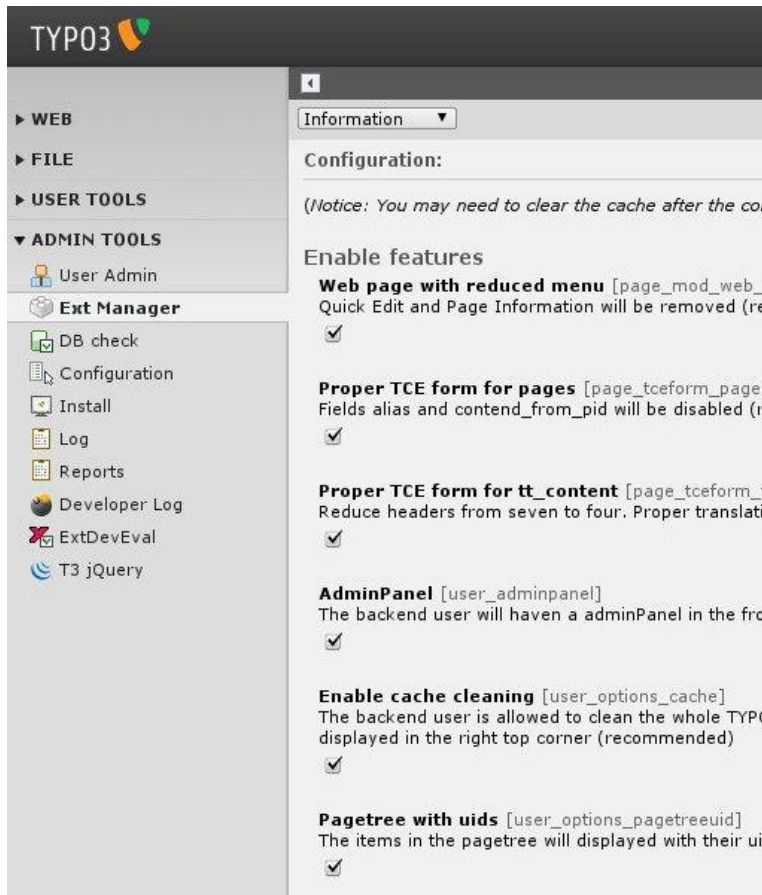 TYPO3
WEB
FILE
USER TOOLS
ADMIN TOOLS
User Admin
Ext Manager
DB check
Configuration
Install
Log
Reports
Developer Log
ExtDevEval
T3 jQuery
Information
Configuration:
(Notice: You may need to clear the cache after the
Enable features
Web page with reduced menu [page_mod_web_
Quick Edit and Page Information will be removed
Proper TCE form for pages [page_tceform_page
Fields alias and contend_from_pid will be disabled
Proper TCE form for tt_content [page_tceform_
Reduce headers from seven to four. Proper
AdminPanel [user_adminpanel]
The backend user will haven a adminPanel in the
Enable cache cleaning [user_options_cache]
The backend user is allowed to clean the whole
displayed in the right top corner (recommended)
Pagetree with uids [user_options_pagetreeuid]
The items in the pagetree will displayed with their